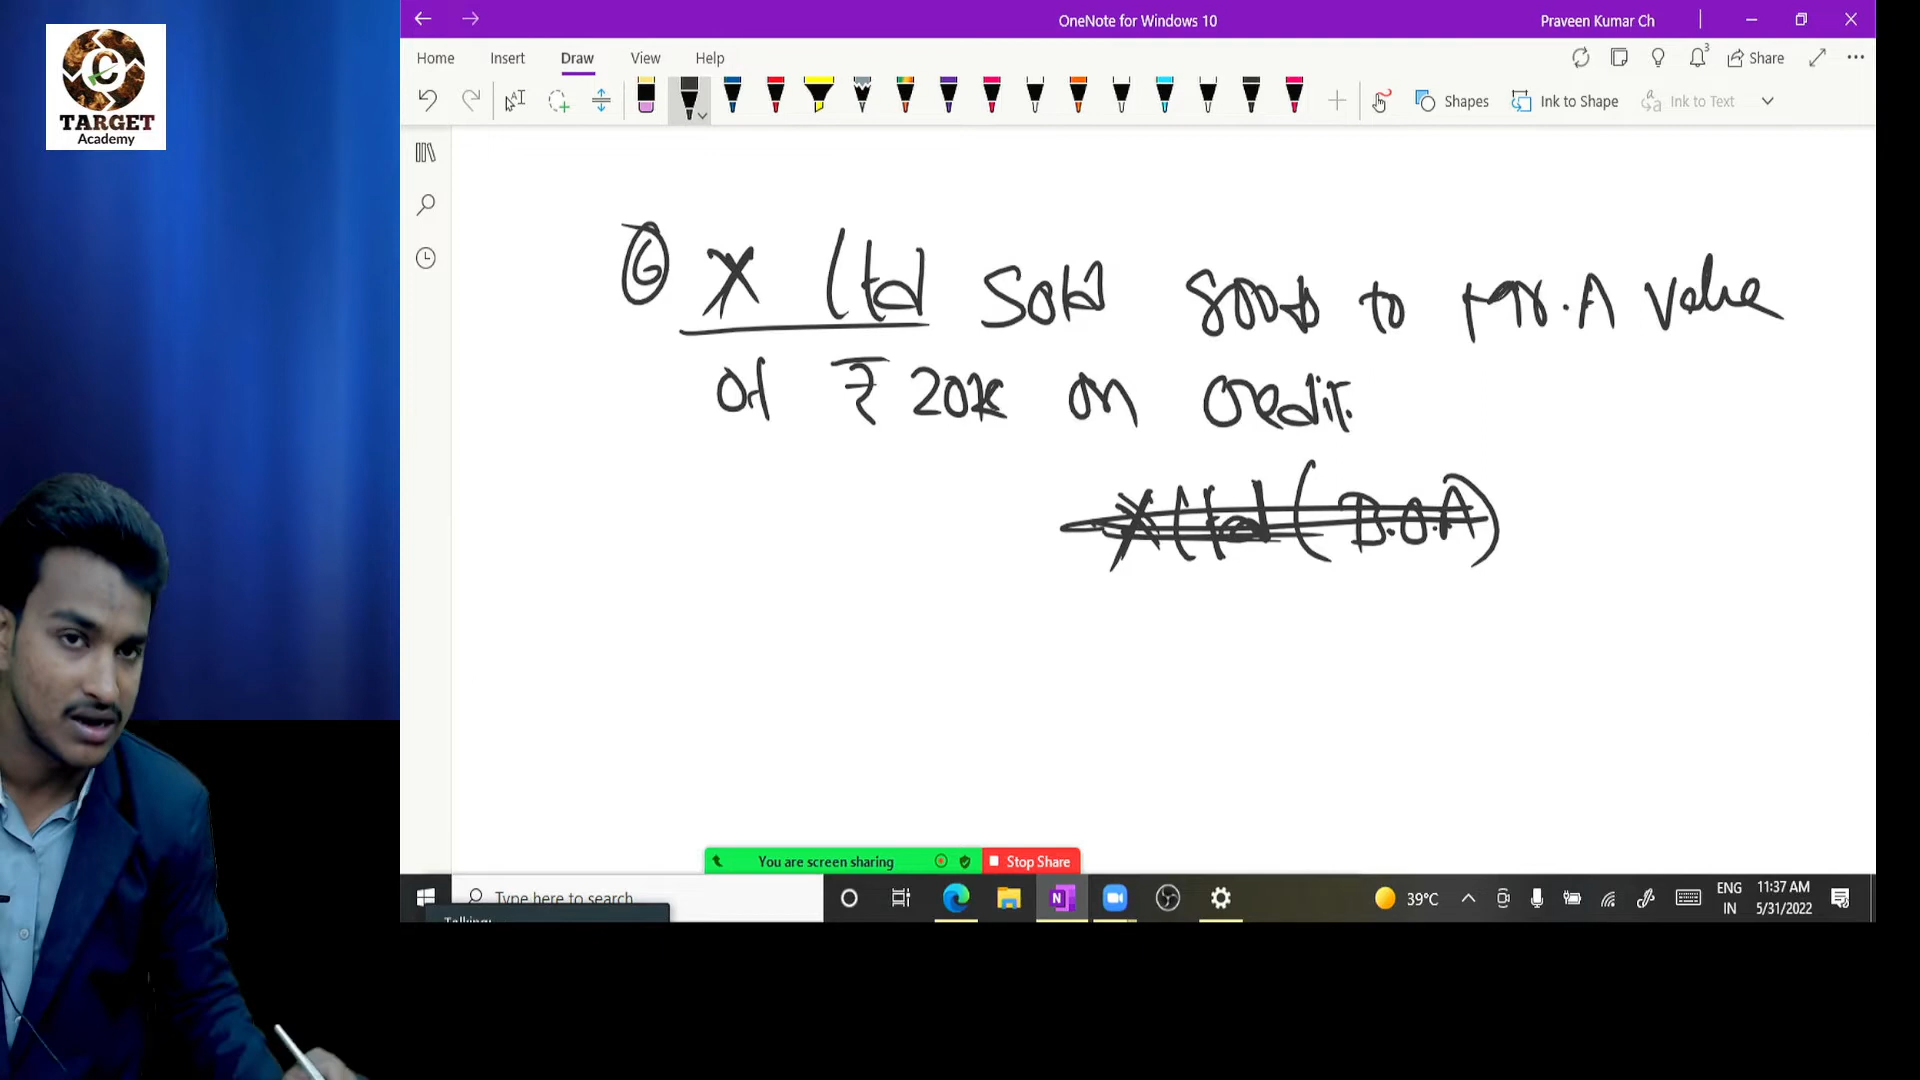 TARGET
Academy
OneNote for Windows 10
Praveen Kumar Ch
Home Insert Draw View Help
3
Share
Shapes
Ink to Shape
Ink to Text
6 X Ltd Sold goods to Mr. A Value
of ₹ 20k on credit.
X Ltd (B.O.A)
You are screen sharing
Stop Share
Type here to search
Talking:
39°C
ENG
IN
11:37 AM
5/31/2022